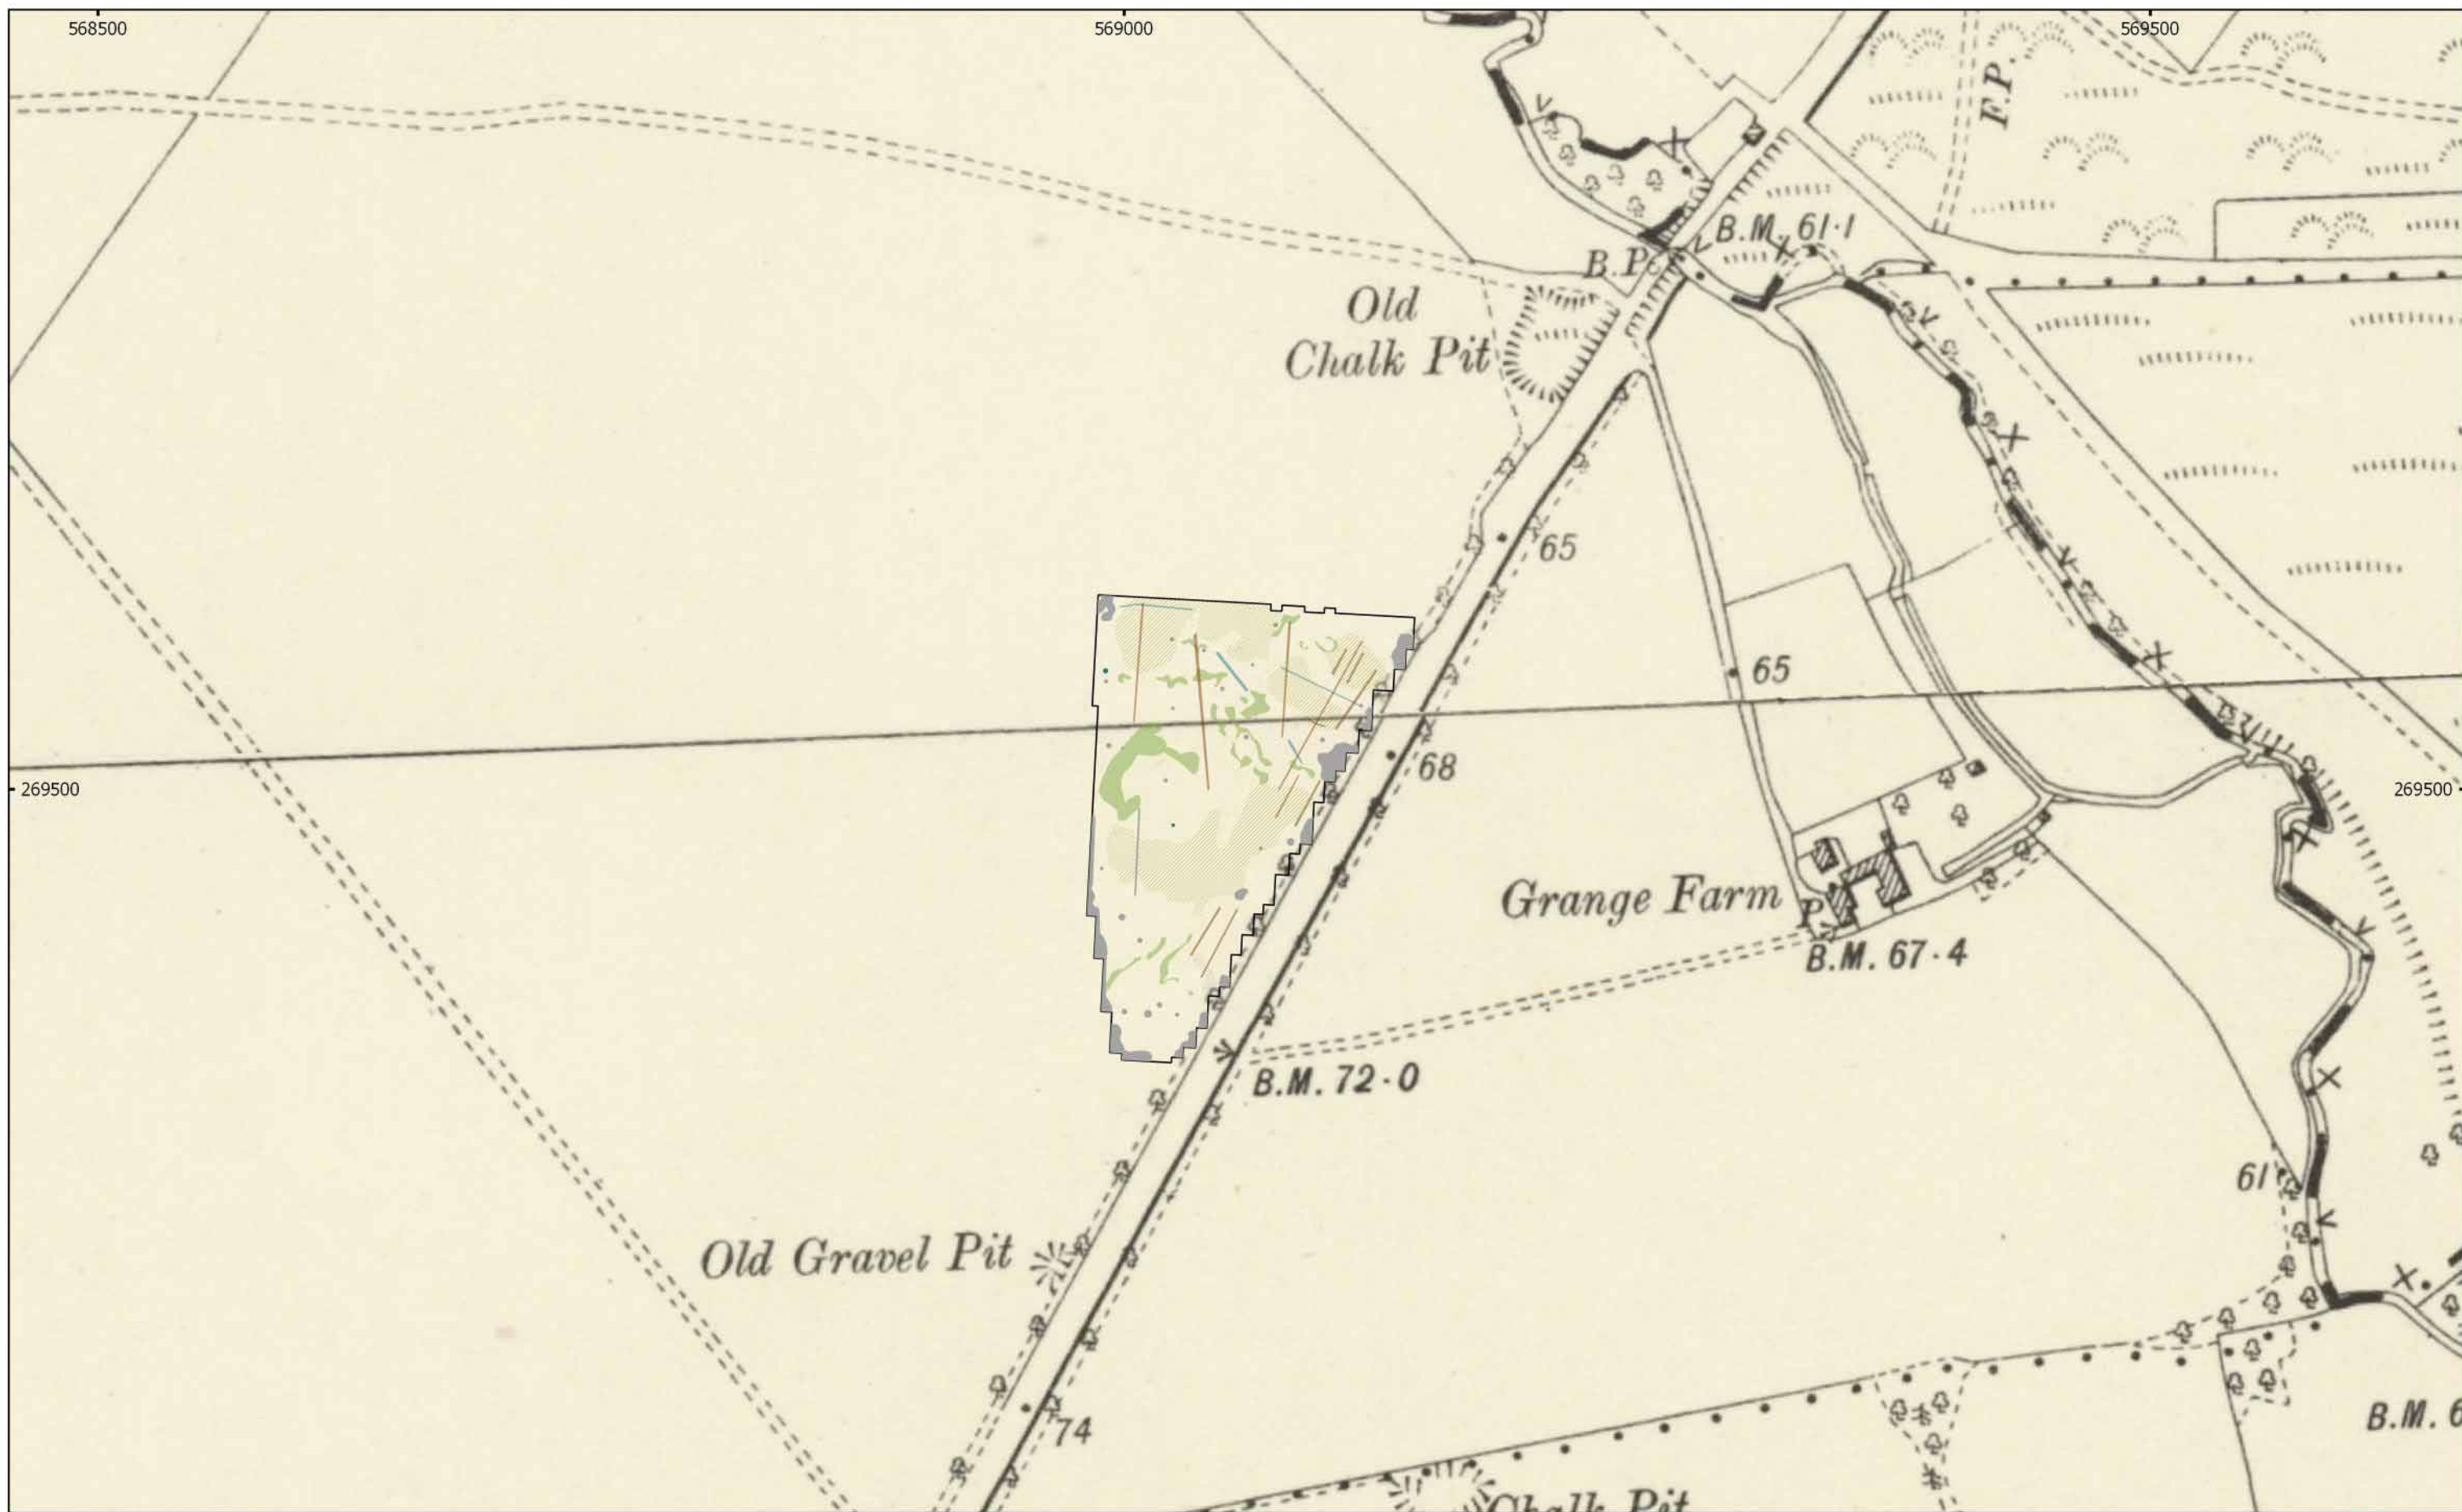 568500
569000
569500
F.P.
B.M. 61·1
B.P.
Old
Chalk Pit
65
65
68
269500
269500
Grange Farm
P
B.M. 67·4
B.M. 72·0
61
Old Gravel Pit
74
B.M. 6
Chalk Pit